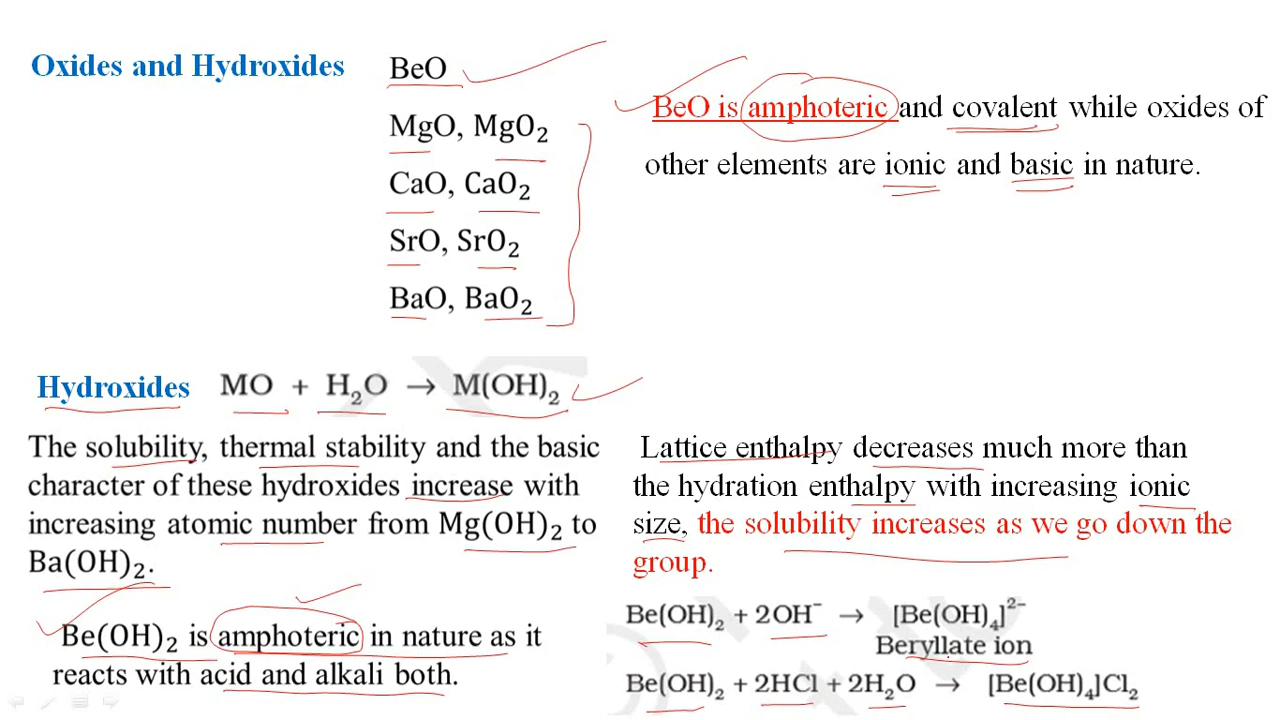 Oxides and Hydroxides
BeO
MgO, MgO₂
CaO, CaO₂
SrO, SrO₂
BaO, BaO₂
BeO is amphoteric and covalent while oxides of
other elements are ionic and basic in nature.
Hydroxides MO + H₂O → M(OH)₂
The solubility, thermal stability and the basic
character of these hydroxides increase with
increasing atomic number from Mg(OH)₂ to
Ba(OH)₂.
Be(OH)₂ is amphoteric in nature as it
reacts with acid and alkali both.
Lattice enthalpy decreases much more than
the hydration enthalpy with increasing ionic
size, the solubility increases as we go down the
group.
Be(OH)₂ + 2OH⁻ → [Be(OH)₄]²⁻
Beryllate ion
Be(OH)₂ + 2HCl + 2H₂O → [Be(OH)₄]Cl₂